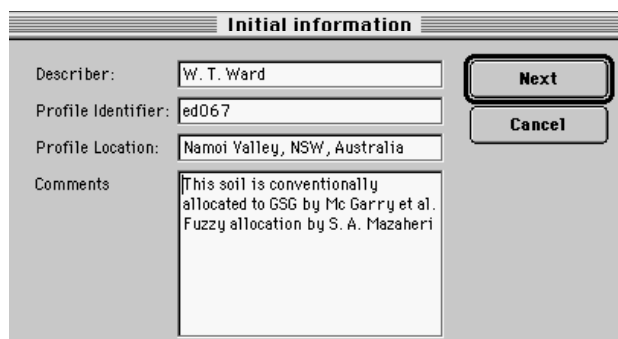 Initial information
Describer: W. T. Ward
Next
Profile Identifier: ed067
Cancel
Profile Location: Namoi Valley, NSW, Australia
Comments This soil is conventionally
allocated to GSG by Mc Garry et al.
Fuzzy allocation by S. A. Mazaheri